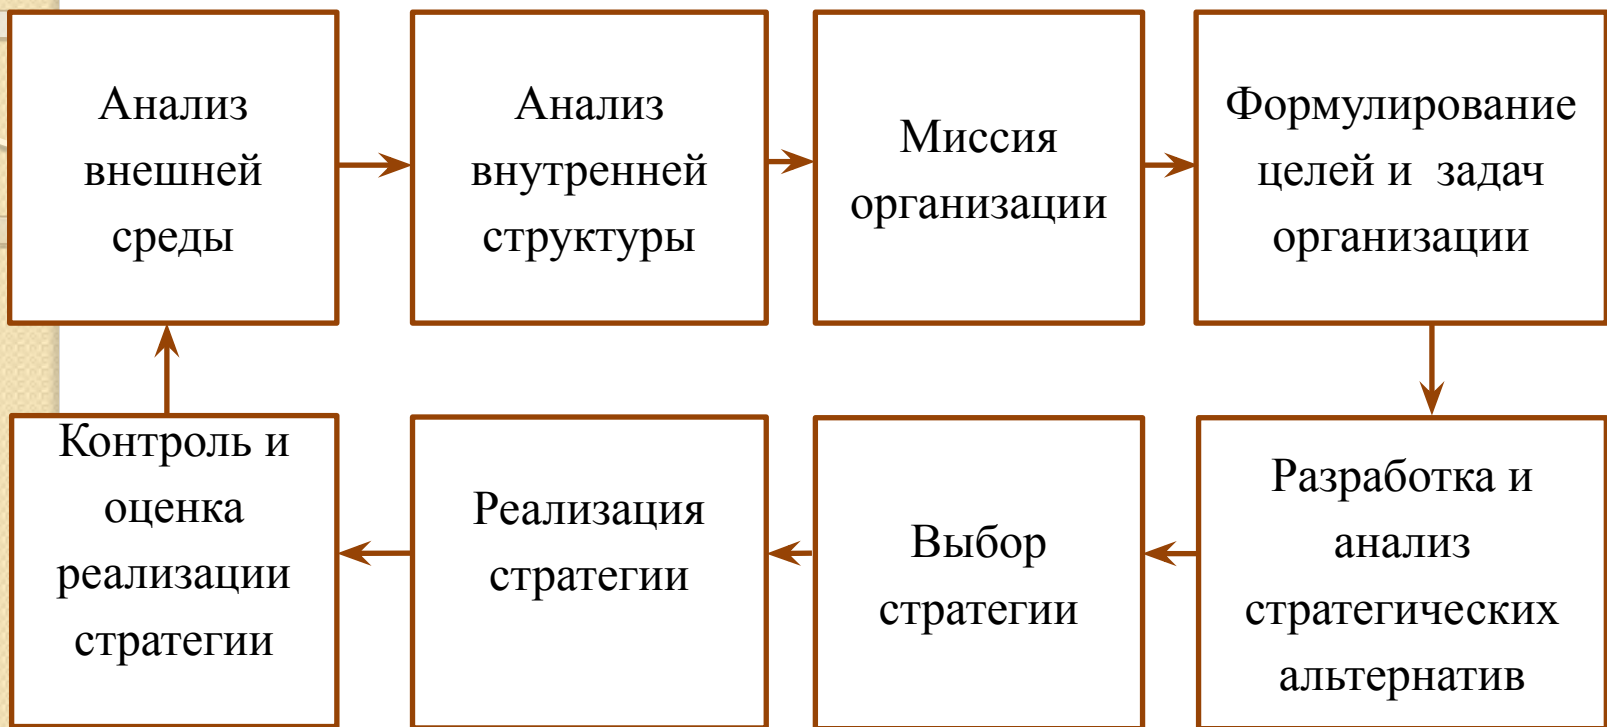 Анализ
внешней
среды
Анализ
внутренней
структуры
Миссия
организации
Формулирование
целей и  задач
организации
Контроль и
оценка
реализации
стратегии
Реализация
стратегии
Выбор
стратегии
Разработка и
анализ
стратегических
альтернатив